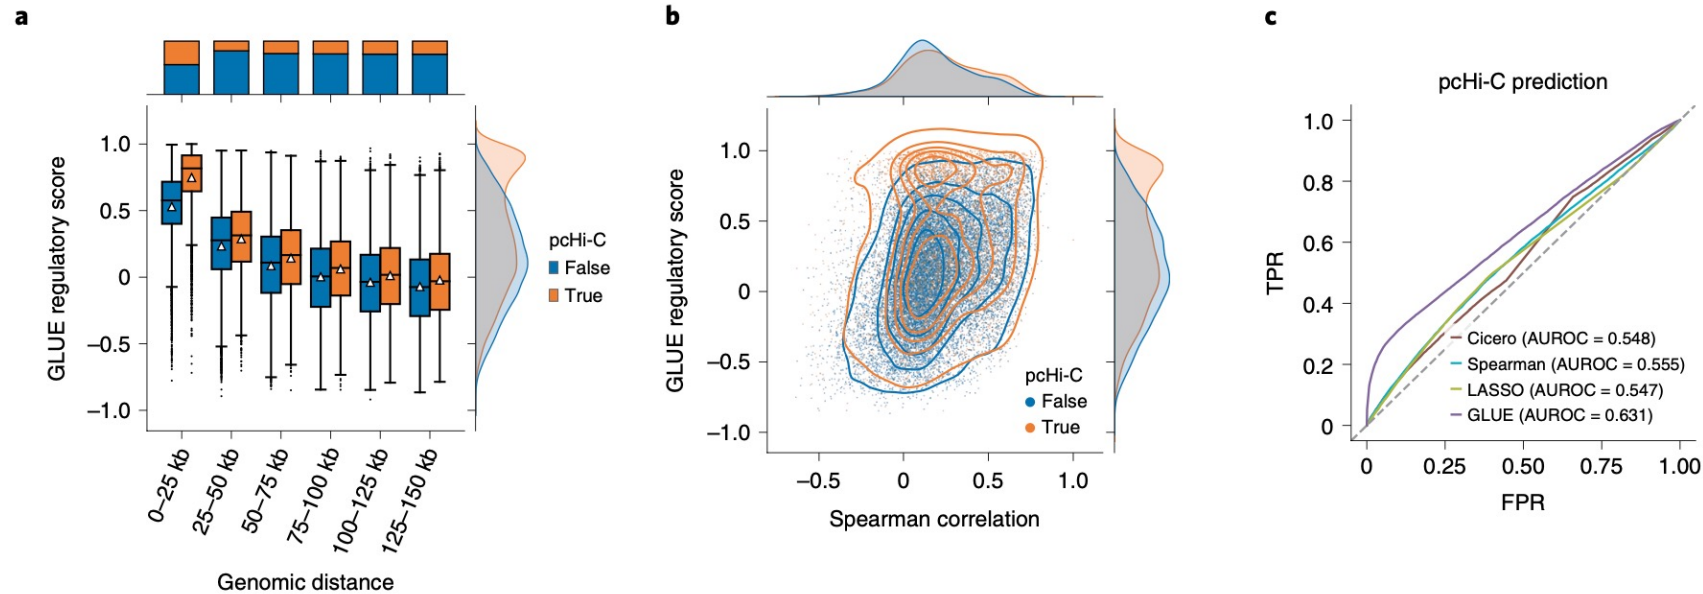 a
GLUE regulatory score
1.0
0.5
0
−0.5
−1.0
0–25 kb
25–50 kb
50–75 kb
75–100 kb
100–125 kb
125–150 kb
Genomic distance
pcHi-C
False
True
b
GLUE regulatory score
1.0
0.5
0
−0.5
−1.0
−0.5
0
0.5
1.0
Spearman correlation
pcHi-C
False
True
c
pcHi-C prediction
TPR
1.0
0.8
0.6
0.4
0.2
0
Cicero (AUROC = 0.548)
Spearman (AUROC = 0.555)
LASSO (AUROC = 0.547)
GLUE (AUROC = 0.631)
0
0.25
0.50
0.75
1.00
FPR